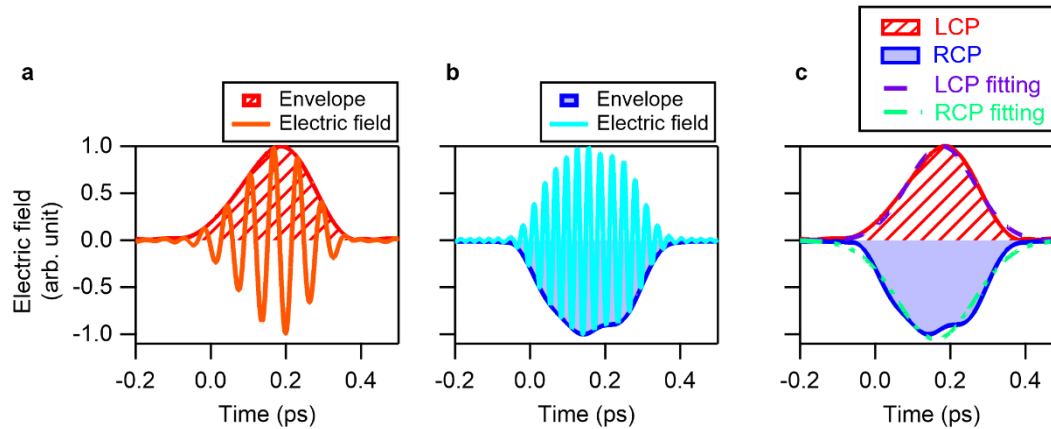 a
Envelope
Electric field
Electric field
(arb. unit)
1.0
0.5
0.0
-0.5
-1.0
-0.2
0.0
0.2
0.4
Time (ps)
b
Envelope
Electric field
-0.2
0.0
0.2
0.4
Time (ps)
c
LCP
RCP
LCP fitting
RCP fitting
-0.2
0.0
0.2
0.4
Time (ps)